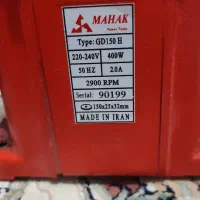 MAHAK
Power Tools
Type: GD150 H
220-240V 400W
50 HZ 2.0A
2900 RPM
Serial: 90199
150x25x32mm
MADE IN IRAN